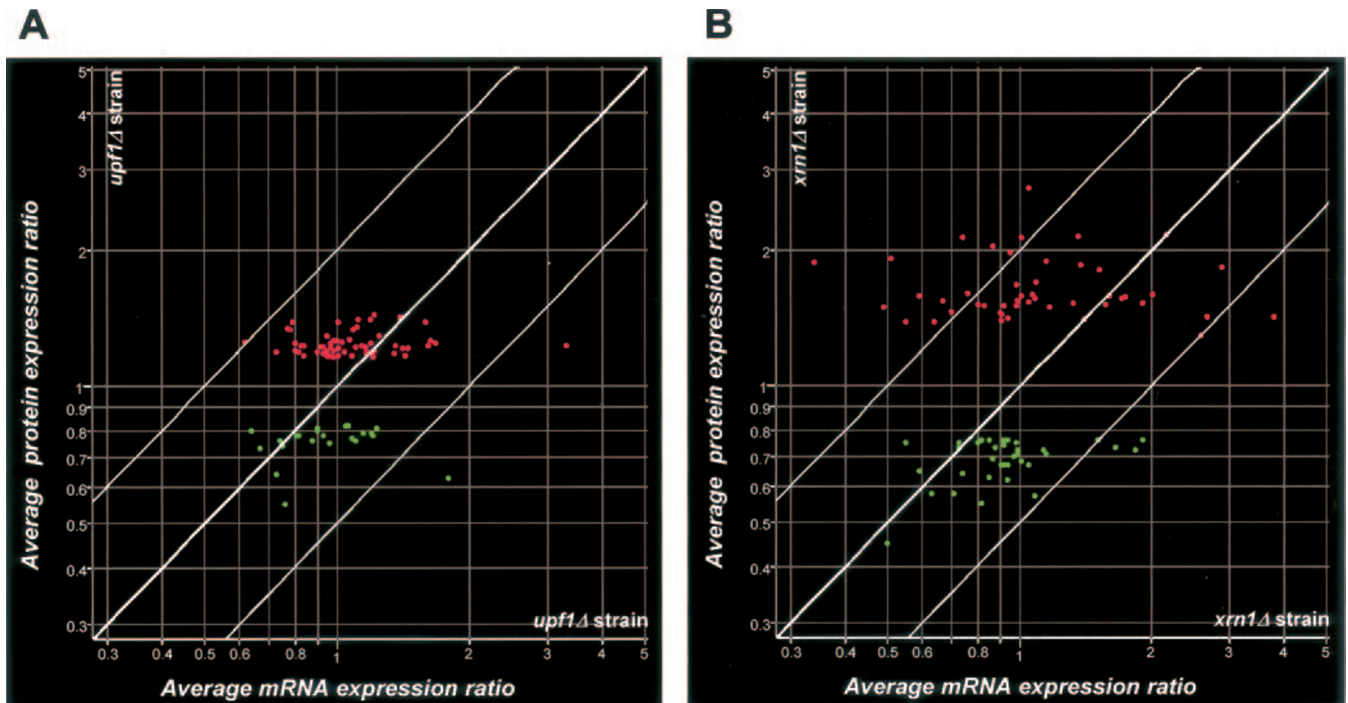 A
B
upf1Δ strain
Average protein expression ratio
5
4
3
2
1
0.9
0.8
0.7
0.6
0.5
0.4
0.3
upf1Δ strain
0.3 0.4 0.5 0.6 0.8 1 2 3 4 5
Average mRNA expression ratio
xrn1Δ strain
Average protein expression ratio
5
4
3
2
1
0.9
0.8
0.7
0.6
0.5
0.4
0.3
xrn1Δ strain
0.3 0.4 0.5 0.6 0.8 1 2 3 4 5
Average mRNA expression ratio